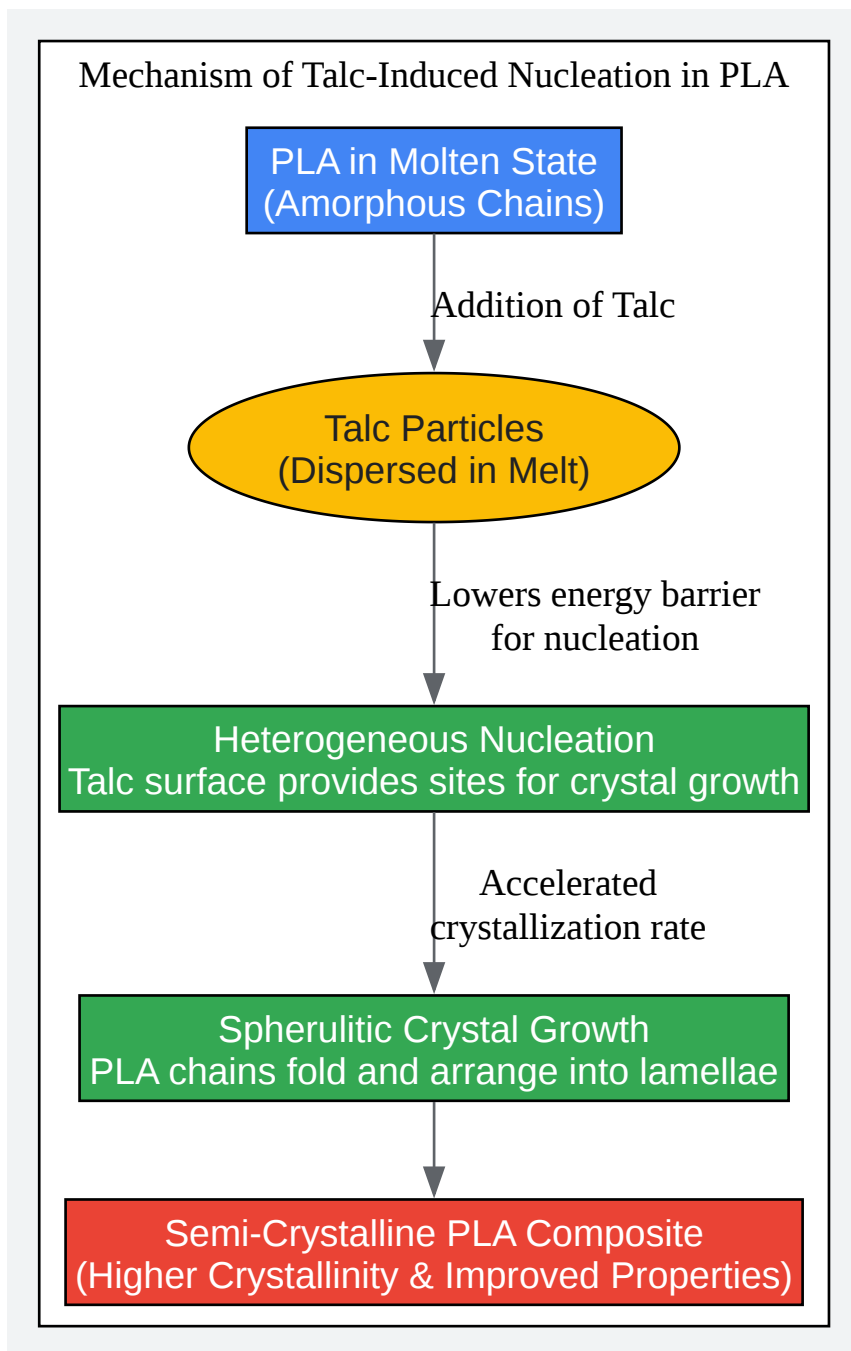 Mechanism of Talc-Induced Nucleation in PLA
PLA in Molten State
(Amorphous Chains)
Addition of Talc
Talc Particles
(Dispersed in Melt)
Lowers energy barrier
for nucleation
Heterogeneous Nucleation
Talc surface provides sites for crystal growth
Accelerated
crystallization rate
Spherulitic Crystal Growth
PLA chains fold and arrange into lamellae
Semi-Crystalline PLA Composite
(Higher Crystallinity & Improved Properties)